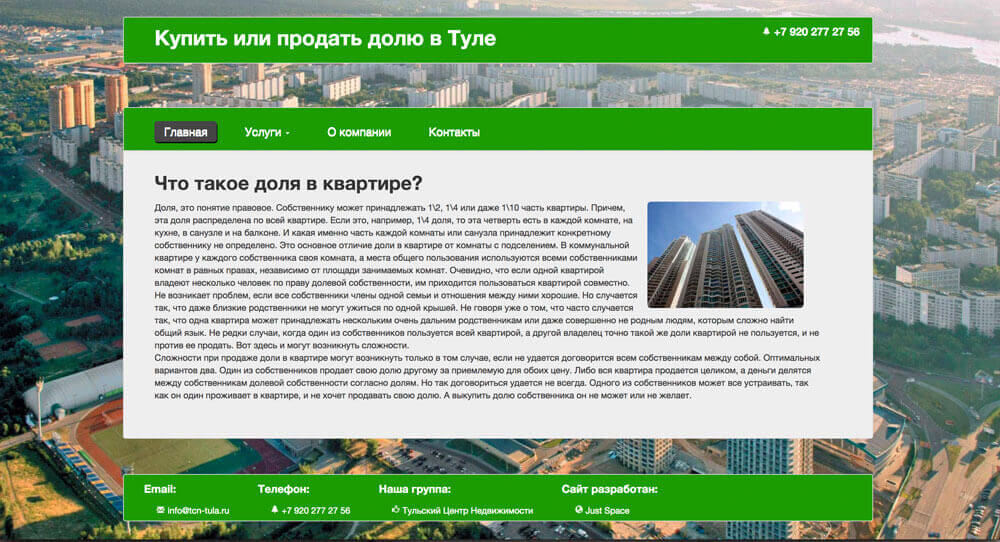 Купить или продать долю в Туле
+7 920 277 27 56
Главная Услуги О компании Контакты
Что такое доля в квартире?
Доля, это понятие правовое. Собственнику может принадлежать 1\2, 1\4 или даже 1\10 часть квартиры. Причем,
эта доля распределена по всей квартире. Если это, например, 1\4 доля, то эта четверть есть в каждой комнате, на
кухне, в санузле и на балконе. И какая именно часть каждой комнаты или санузла принадлежит конкретному
собственнику не определено. Это основное отличие доли в квартире от комнаты с подселением. В коммунальной
квартире у каждого собственника своя комната, а места общего пользования используются всеми собственниками
комнат в равных правах, независимо от площади занимаемых комнат. Очевидно, что если одной квартирой
владеют несколько человек по праву долевой собственности, им приходится пользоваться квартирой совместно.
Не возникает проблем, если все собственники члены одной семьи и отношения между ними хорошие. Но случается
так, что даже близкие родственники не могут ужиться по одной крышей. Не говоря уже о том, что часто случается
так, что одна квартира может принадлежать нескольким очень дальним родственникам или даже совершенно не родным людям, которым сложно найти
общий язык. Не редки случаи, когда один из собственников пользуется всей квартирой, а другой владелец точно такой же доли квартирой не пользуется, и не
против ее продать. Вот здесь и могут возникнуть сложности.
Сложности при продаже доли в квартире могут возникнуть только в том случае, если не удается договорится всем собственникам между собой. Оптимальных
вариантов два. Один из собственников продает свою долю другому за приемлемую для обоих цену. Либо вся квартира продается целиком, а деньги делятся
между собственникам долевой собственности согласно долям. Но так договориться удается не всегда. Одного из собственников может все устраивать, так
как он один проживает в квартире, и не хочет продавать свою долю. А выкупить долю собственника он не может или не желает.
Email: Телефон: Наша группа: Сайт разработан:
info@tcn-tula.ru +7 920 277 27 56 Тульский Центр Недвижимости Just Space